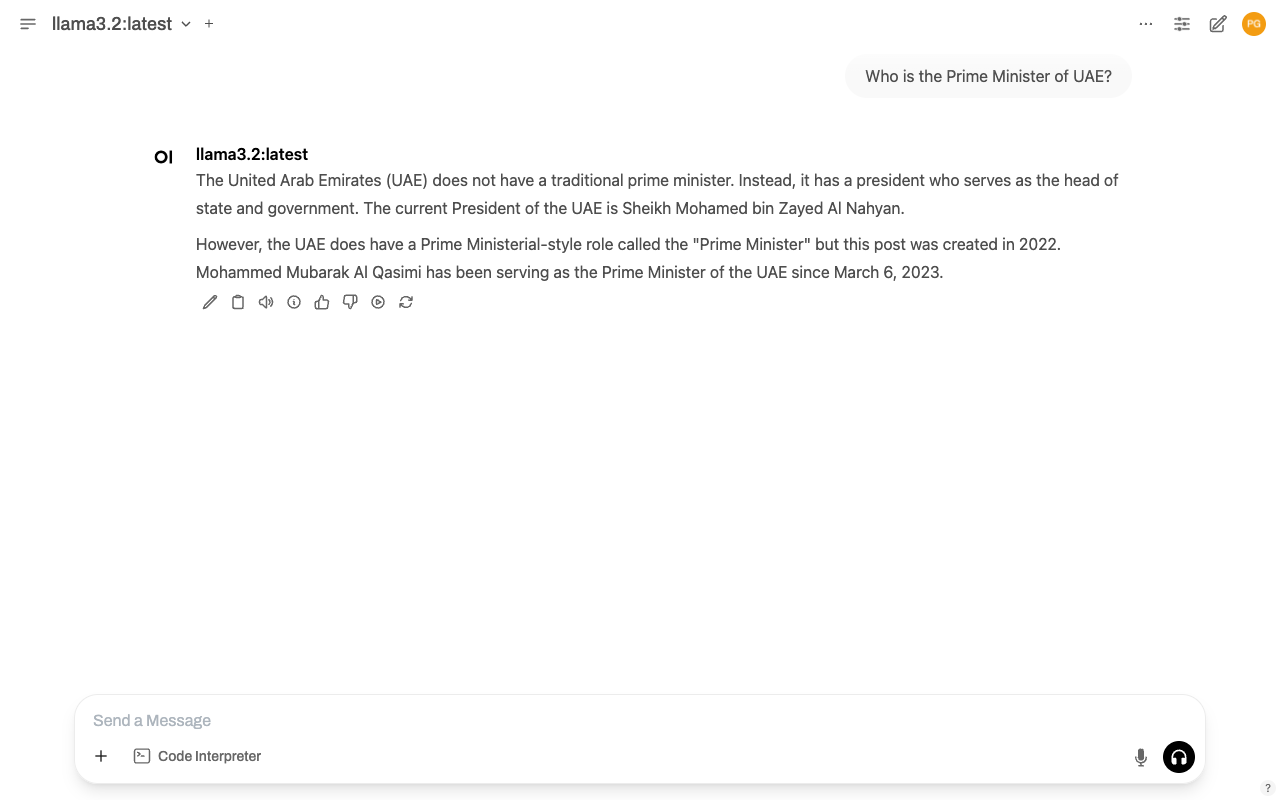 llama3.2:latest
PG
Who is the Prime Minister of UAE?
OI
llama3.2:latest
The United Arab Emirates (UAE) does not have a traditional prime minister. Instead, it has a president who serves as the head of
state and government. The current President of the UAE is Sheikh Mohamed bin Zayed Al Nahyan.
However, the UAE does have a Prime Ministerial-style role called the "Prime Minister" but this post was created in 2022.
Mohammed Mubarak Al Qasimi has been serving as the Prime Minister of the UAE since March 6, 2023.
Send a Message
Code Interpreter
?